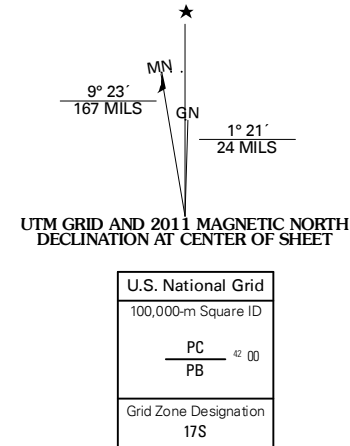 ★
MN
9° 23´
167 MILS
GN
1° 21´
24 MILS
UTM GRID AND 2011 MAGNETIC NORTH
DECLINATION AT CENTER OF SHEET
U.S. National Grid
100,000-m Square ID
PC
42 00
PB
Grid Zone Designation
17S